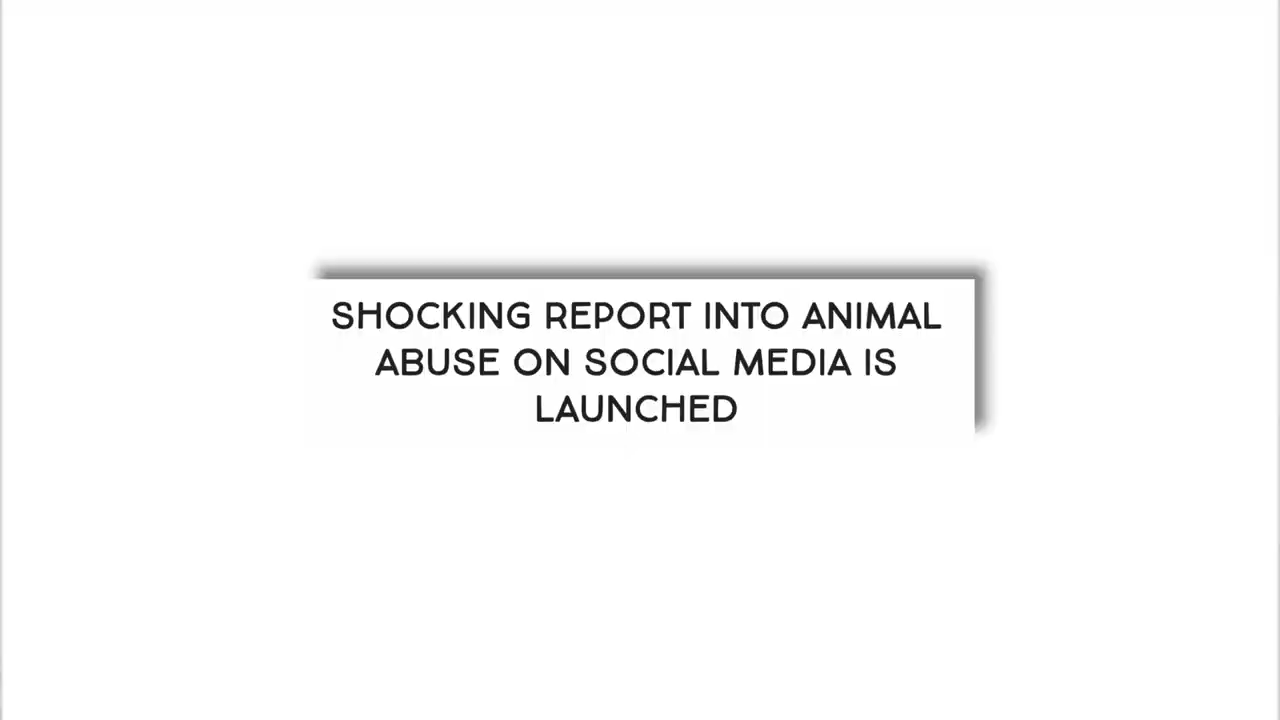 SHOCKING REPORT INTO ANIMAL
ABUSE ON SOCIAL MEDIA IS
LAUNCHED